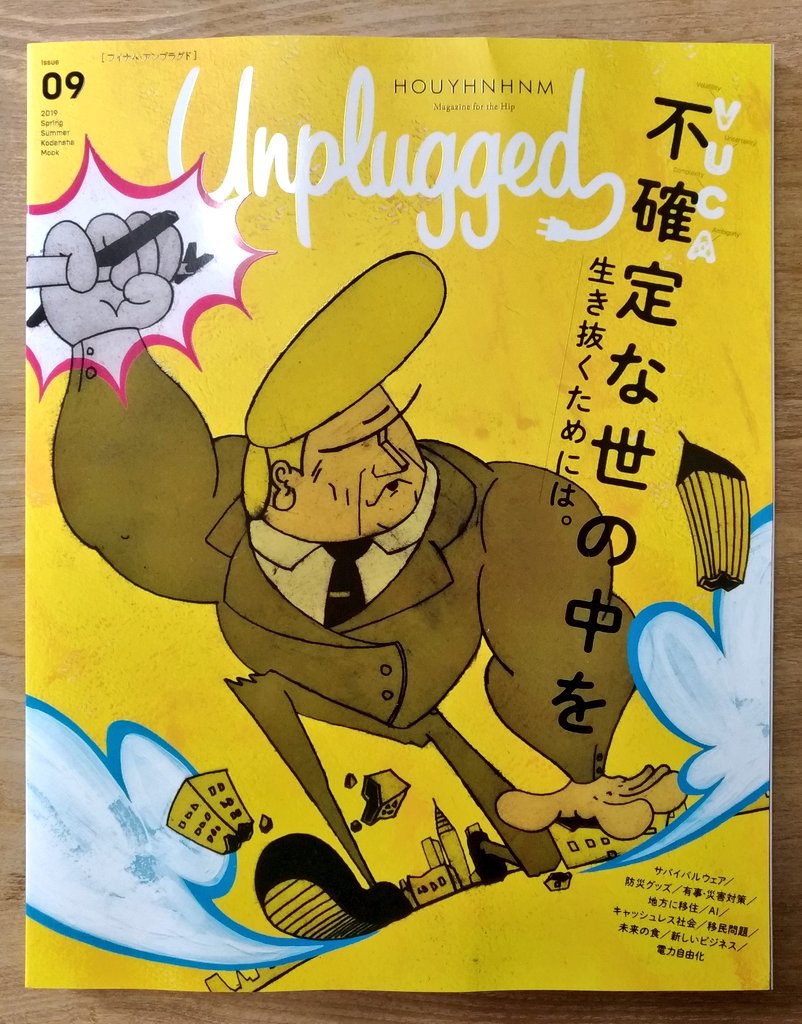 issue
09
2019
Spring
Summer
Kodansha
Mook
[フイナム・アンプラグド]
Unplugged
HOUYHNHNM
Magazine for the Hip
VUCA
Volatility
Uncertainty
Complexity
Ambiguity
不確定な世の中を
生き抜くためには。
サバイバルウェア/
防災グッズ/有事・災害対策/
地方に移住/AI/
キャッシュレス社会/移民問題/
未来の食/新しいビジネス/
電力自由化